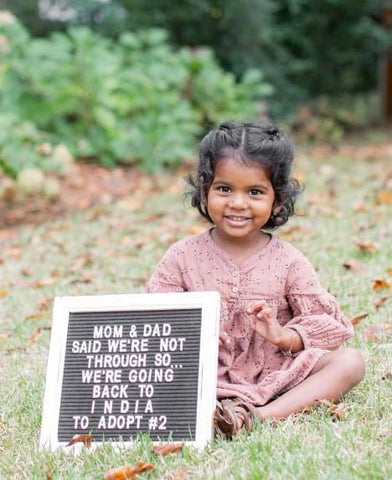 MOM & DAD
SAID WE'RE NOT
THROUGH SO...
WE'RE GOING
BACK TO
INDIA
TO ADOPT #2